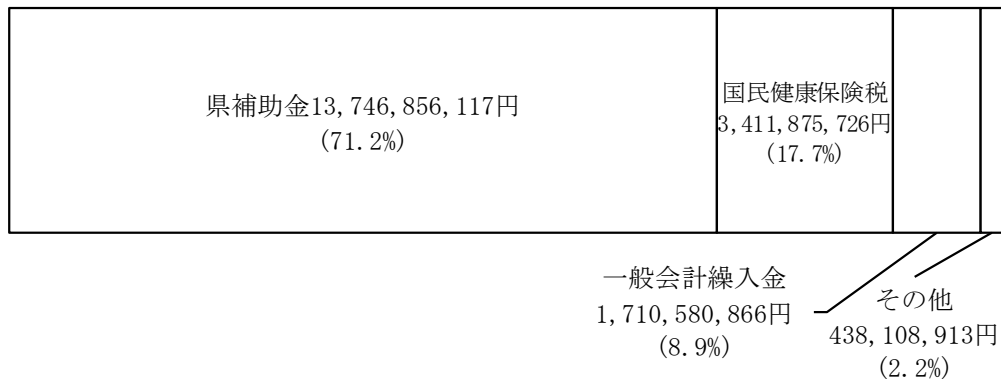 県補助金13,746,856,117円
(71.2%)
国民健康保険税
3,411,875,726円
(17.7%)
一般会計繰入金
1,710,580,866円
(8.9%)
その他
438,108,913円
(2.2%)